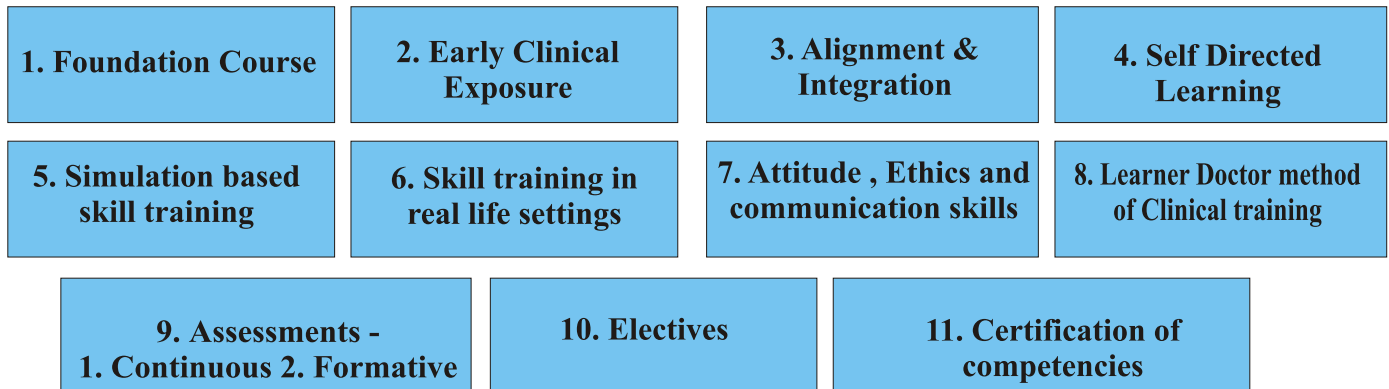 1. Foundation Course
2. Early Clinical
Exposure
3. Alignment &
Integration
4. Self Directed
Learning
5. Simulation based
skill training
6. Skill training in
real life settings
7. Attitude , Ethics and
communication skills
8. Learner Doctor method
of Clinical training
9. Assessments -
1. Continuous 2. Formative
10. Electives
11. Certification of
competencies